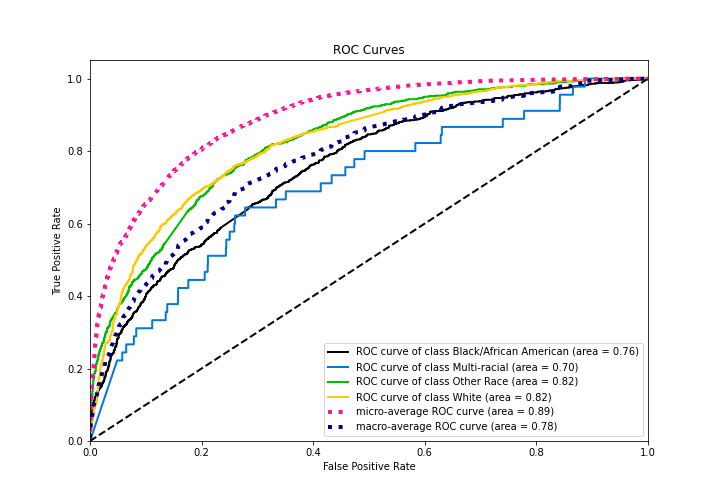 ROC Curves
True Positive Rate
1.0
0.8
0.6
0.4
0.2
0.0
ROC curve of class Black/African American (area = 0.76)
ROC curve of class Multi-racial (area = 0.70)
ROC curve of class Other Race (area = 0.82)
ROC curve of class White (area = 0.82)
micro-average ROC curve (area = 0.89)
macro-average ROC curve (area = 0.78)
0.0 0.2 0.4 0.6 0.8 1.0
False Positive Rate